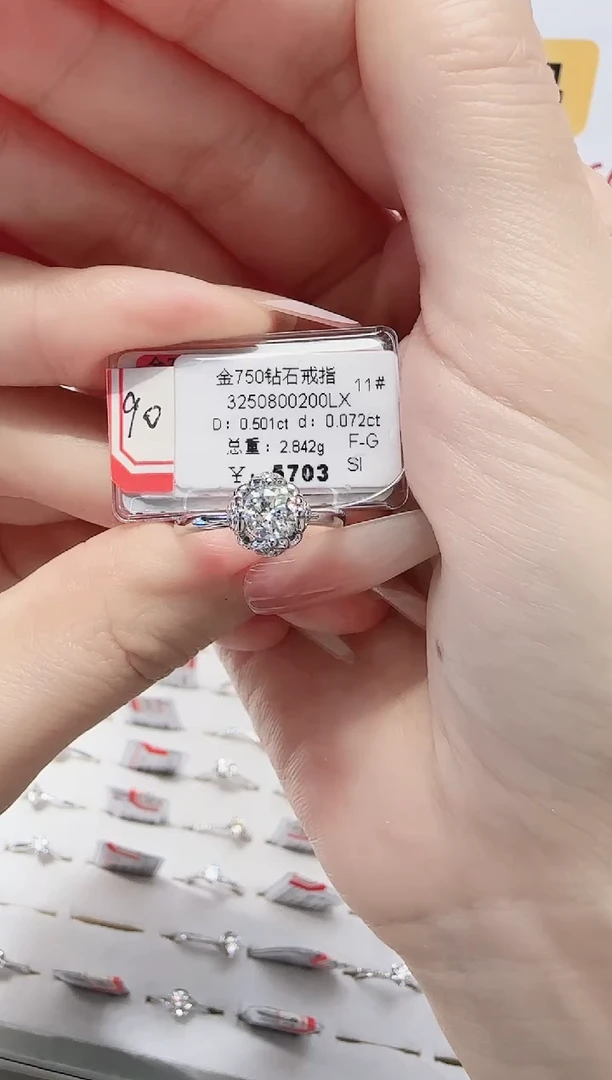 90
金750钻石戒指 11#
3250800200LX
D: 0.501ct d: 0.072ct
总重: 2.842g F-G
¥: 5703 SI